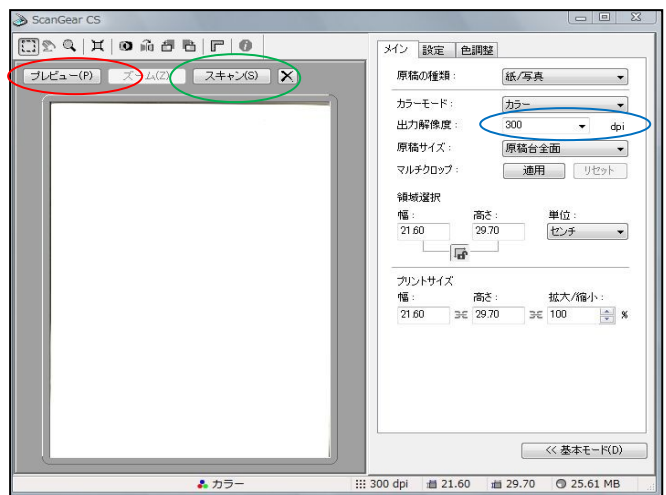 ScanGear CS
プレビュー(P) ズーム(Z) スキャン(S)
メイン 設定 色調整
原稿の種類: 紙/写真
カラーモード: カラー
出力解像度: 300 dpi
原稿サイズ: 原稿台全面
マルチクロップ: 適用 リセット
領域選択
幅: 高さ: 単位:
21.60 29.70 センチ
プリントサイズ
幅: 高さ: 拡大/縮小:
21.60 29.70 100 %
<< 基本モード(D)
カラー 300 dpi 21.60 29.70 25.61 MB